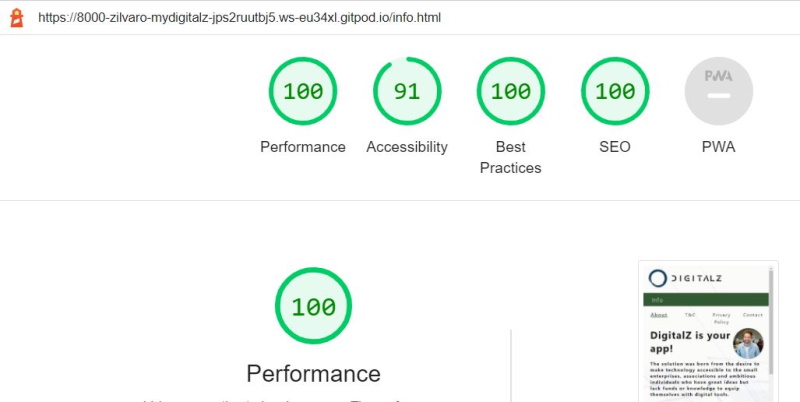 https://8000-zilvaro-mydigitalz-jps2ruutbj5.ws-eu34xl.gitpod.io/info.html
100 91 100 100 PWA
Performance Accessibility Best Practices SEO PWA
100
Performance
DIGITALZ
Info
About T&C Privacy Policy Contact
DigitalZ is your
app!
The solution was born from the desire to
make technology accessible to the small
enterprises, associations and ambitious
individuals who have great ideas but
lack funds or knowledge to equip
themselves with digital tools.